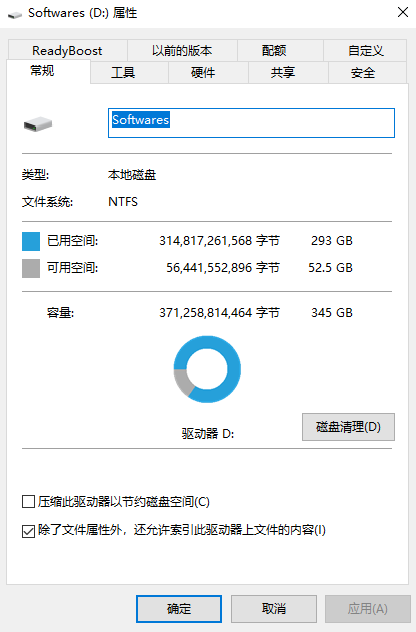 Softwares (D:) 属性
ReadyBoost 以前的版本 配额 自定义
常规 工具 硬件 共享 安全
Softwares
类型: 本地磁盘
文件系统: NTFS
已用空间: 314,817,261,568 字节 293 GB
可用空间: 56,441,552,896 字节 52.5 GB
容量: 371,258,814,464 字节 345 GB
驱动器 D:
磁盘清理(D)
压缩此驱动器以节约磁盘空间(C)
除了文件属性外，还允许索引此驱动器上文件的内容(I)
确定 取消 应用(A)